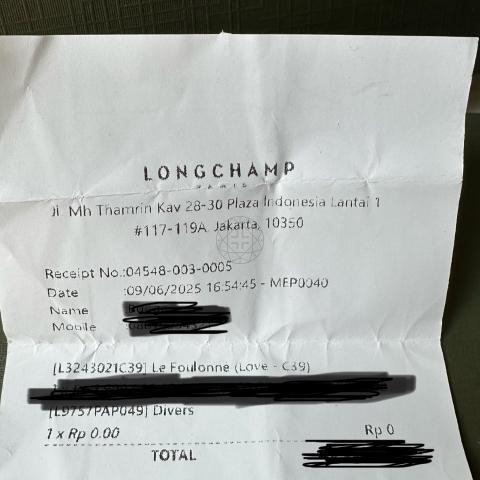 LONGCHAMP
PARIS
Jl. Mh Thamrin Kav 28-30 Plaza Indonesia Lantai 1
#117-119A Jakarta, 10350
Receipt No.:04548-003-0005
Date :09/06/2025 16:54:45 - MEP0040
Name :
Mobile :
[L3243021C39] Le Foulonné (Love - C39)
[L9757PAP049] Divers
1 x Rp 0.00 Rp 0
TOTAL